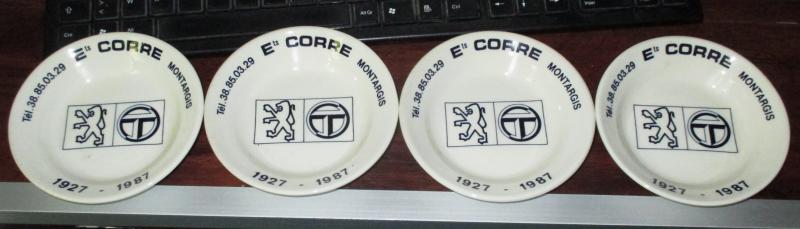 Ets CORRE
Tél.38.85.03.29
MONTARGIS
1927 - 1987
Ets CORRE
Tél.38.85.03.29
MONTARGIS
1927 - 1987
Ets CORRE
Tél.38.85.03.29
MONTARGIS
1927 - 1987
Ets CORRE
Tél.38.85.03.29
MONTARGIS
1927 - 1987